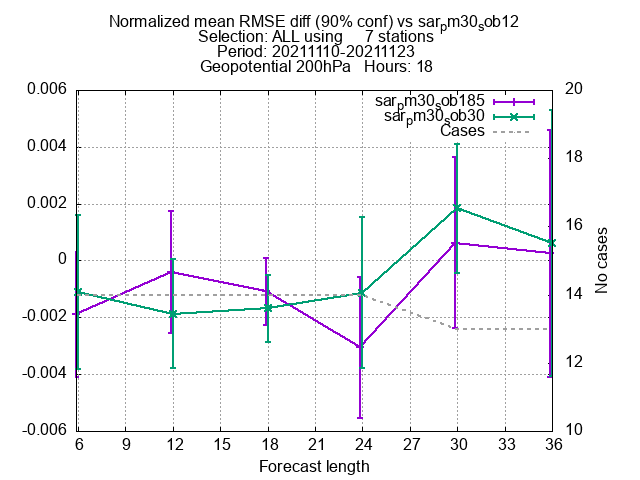 Normalized mean RMSE diff (90% conf) vs sarpm30sob12
Selection: ALL using     7 stations
Period: 20211110-20211123
Geopotential 200hPa   Hours: 18
sarpm30sob185
sarpm30sob30
Cases
0.006
0.004
0.002
0
-0.002
-0.004
-0.006
20
18
16
14
12
10
No cases
6 9 12 15 18 21 24 27 30 33 36
Forecast length